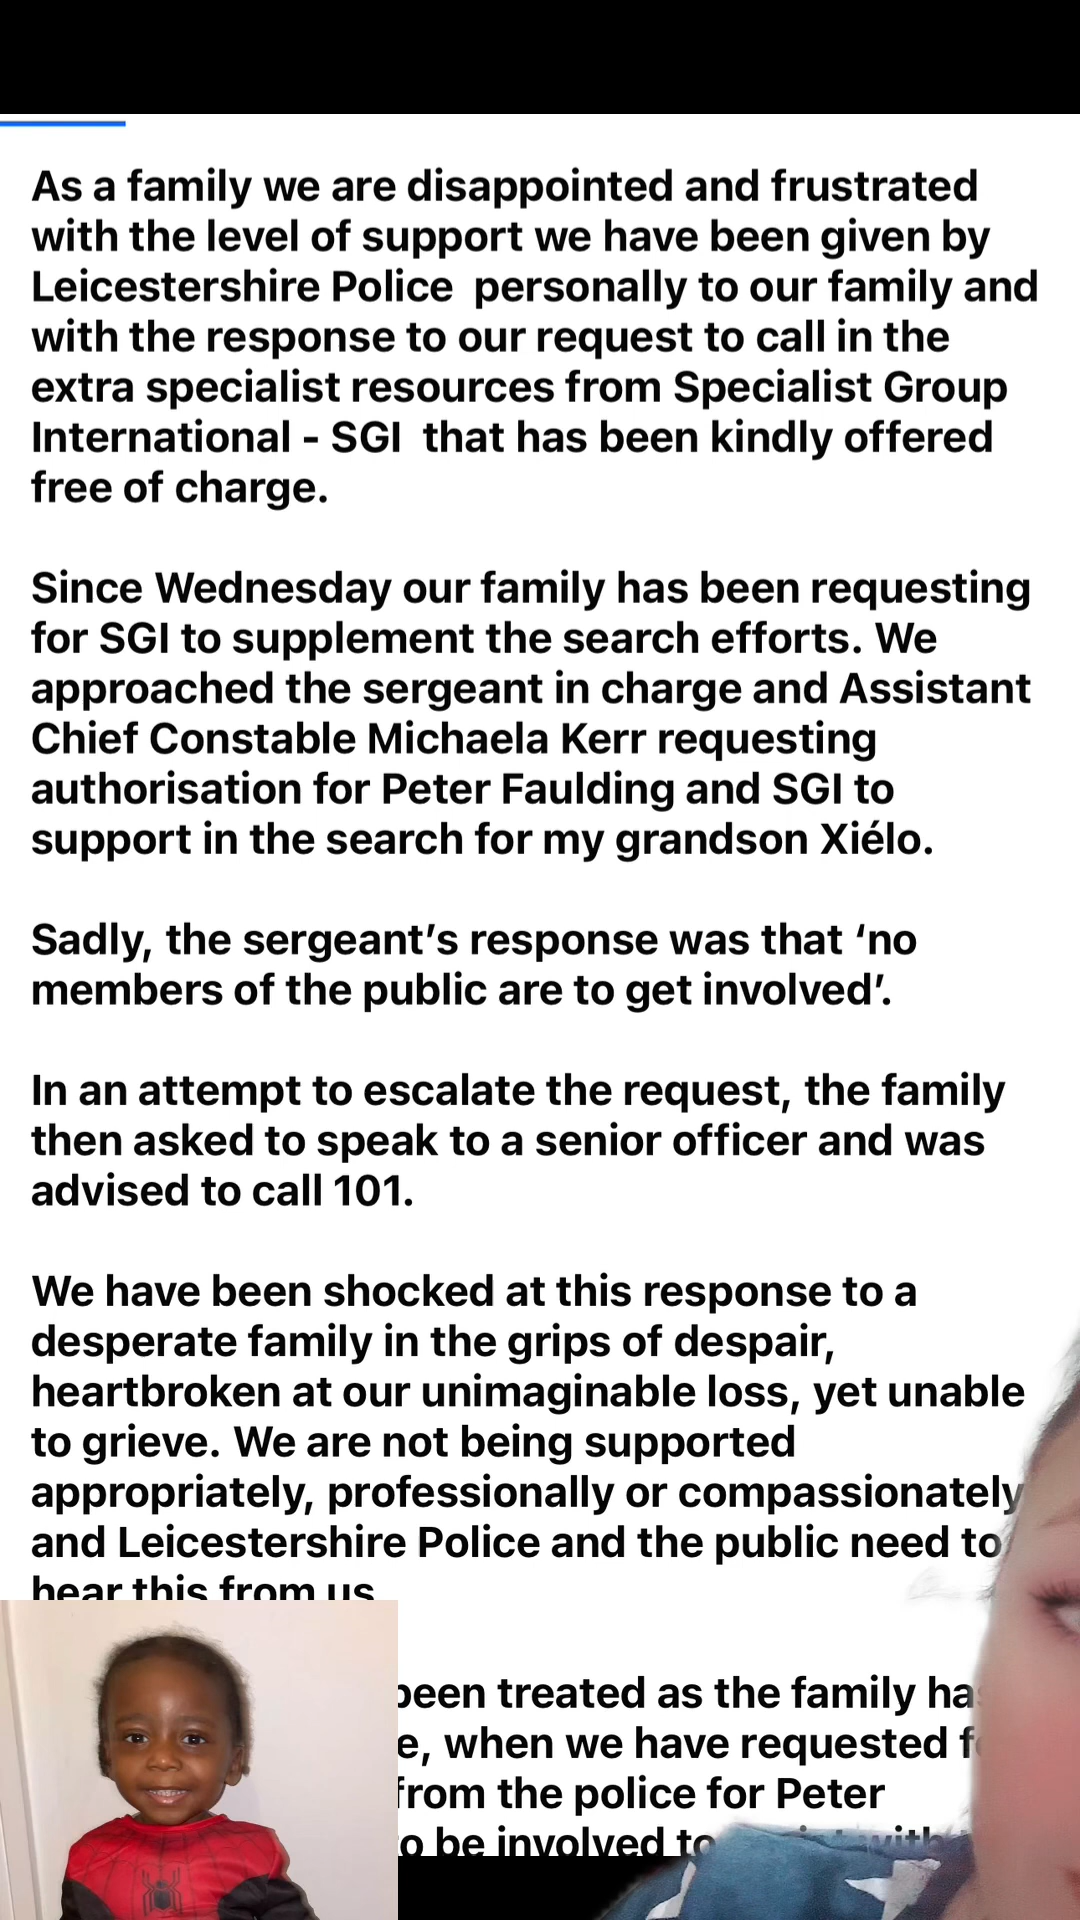 As a family we are disappointed and frustrated
with the level of support we have been given by
Leicestershire Police  personally to our family and
with the response to our request to call in the
extra specialist resources from Specialist Group
International - SGI  that has been kindly offered
free of charge.
Since Wednesday our family has been requesting
for SGI to supplement the search efforts. We
approached the sergeant in charge and Assistant
Chief Constable Michaela Kerr requesting
authorisation for Peter Faulding and SGI to
support in the search for my grandson Xiélo.
Sadly, the sergeant’s response was that ‘no
members of the public are to get involved’.
In an attempt to escalate the request, the family
then asked to speak to a senior officer and was
advised to call 101.
We have been shocked at this response to a
desperate family in the grips of despair,
heartbroken at our unimaginable loss, yet unable
to grieve. We are not being supported
appropriately, professionally or compassionately
and Leicestershire Police and the public need to
hear this from us
been treated as the family has
, when we have requested
from the police for Peter
to be involved to